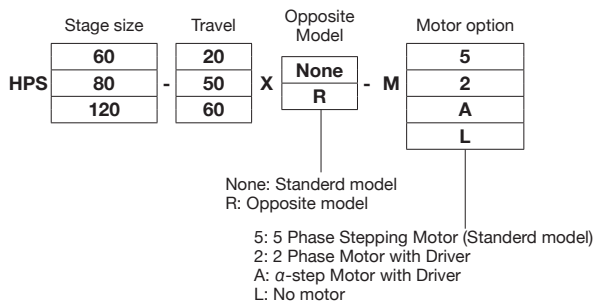 Stage size Travel Opposite Model Motor option
60 20 None 5
HPS 80 - 50 X R - M 2
120 60 A
L
None: Standerd model
R: Opposite model
5: 5 Phase Stepping Motor (Standerd model)
2: 2 Phase Motor with Driver
A: α-step Motor with Driver
L: No motor